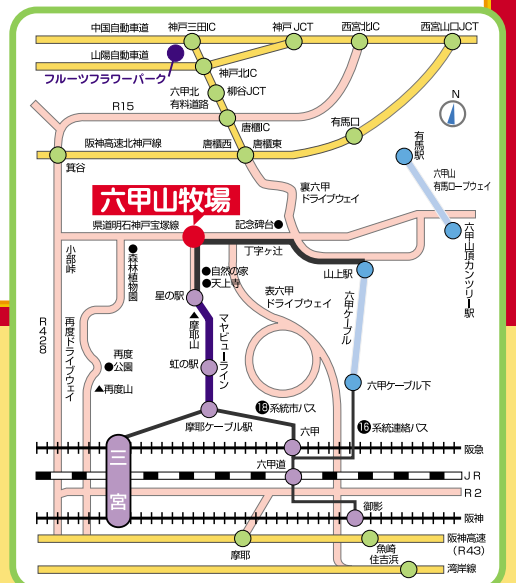 中国自動車道
神戸三田IC
神戸JCT
西宮北IC
西宮山口JCT
山陽自動車道
フルーツフラワーパーク
神戸北IC
六甲北
有料道路
柳谷JCT
N
R15
唐櫃IC
有馬口
阪神高速北神戸線
唐櫃西
唐櫃東
有馬駅
箕谷
六甲山
有馬ロープウェイ
裏六甲
ドライブウェイ
六甲山牧場
県道明石神戸宝塚線
記念碑台
六甲山頂カンツリー駅
丁字ヶ辻
小部峠
森林植物園
自然の家
天上寺
山上駅
星の駅
表六甲
ドライブウェイ
六甲ケーブル
R428
再度ドライブウェイ
摩耶山
マヤビューライン
再度
公園
虹の駅
再度山
六甲ケーブル下
⑱系統市バス
摩耶ケーブル駅
六甲
⑯系統連絡バス
阪急
三宮
六甲道
JR
R2
御影
阪神
阪神高速
(R43)
摩耶
魚崎
住吉浜
湾岸線